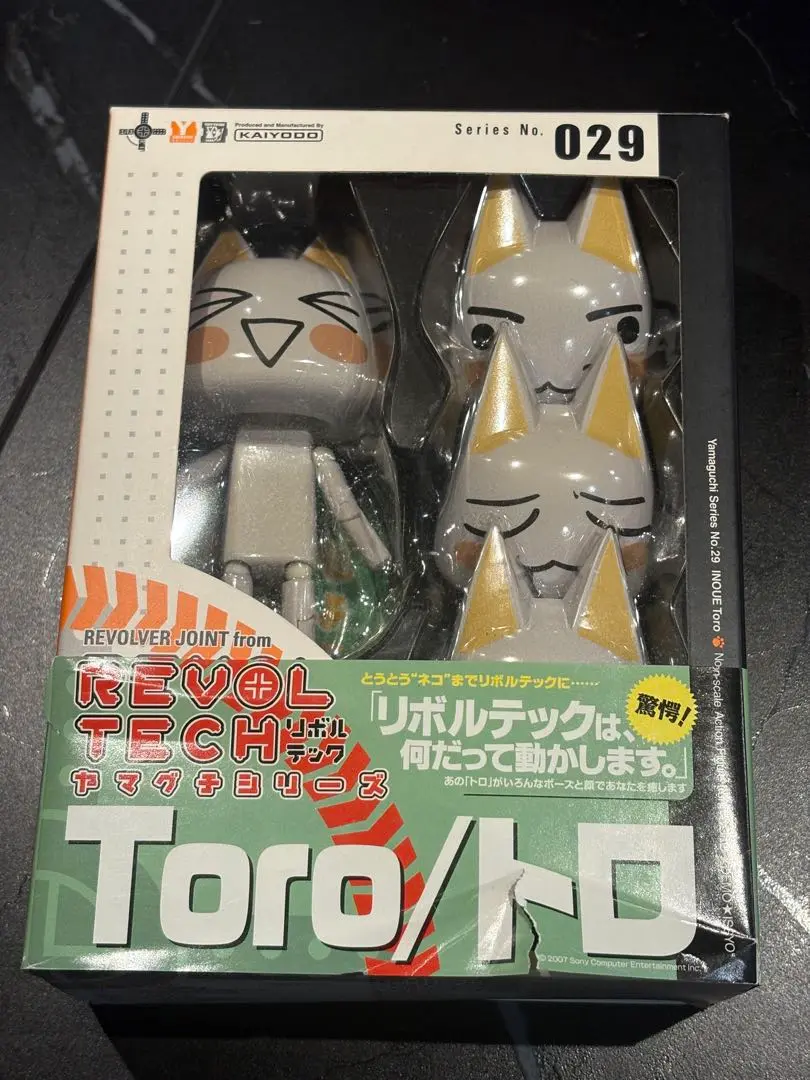 Produced and Manufactured By
KAIYODO
Series No. 029
Yamaguchi Series No.29 INOUE Toro Non-scale Action Figure
REVOLVER JOINT from
REVOL
TECH リボルテック
ヤマグチシリーズ
とうとう“ネコ”までリボルテックに……
「リボルテックは、
何だって動かします。」
驚愕!
あの「トロ」がいろんなポーズと顔であなたを癒します
Toro/トロ
© 2007 Sony Computer Entertainment Inc.